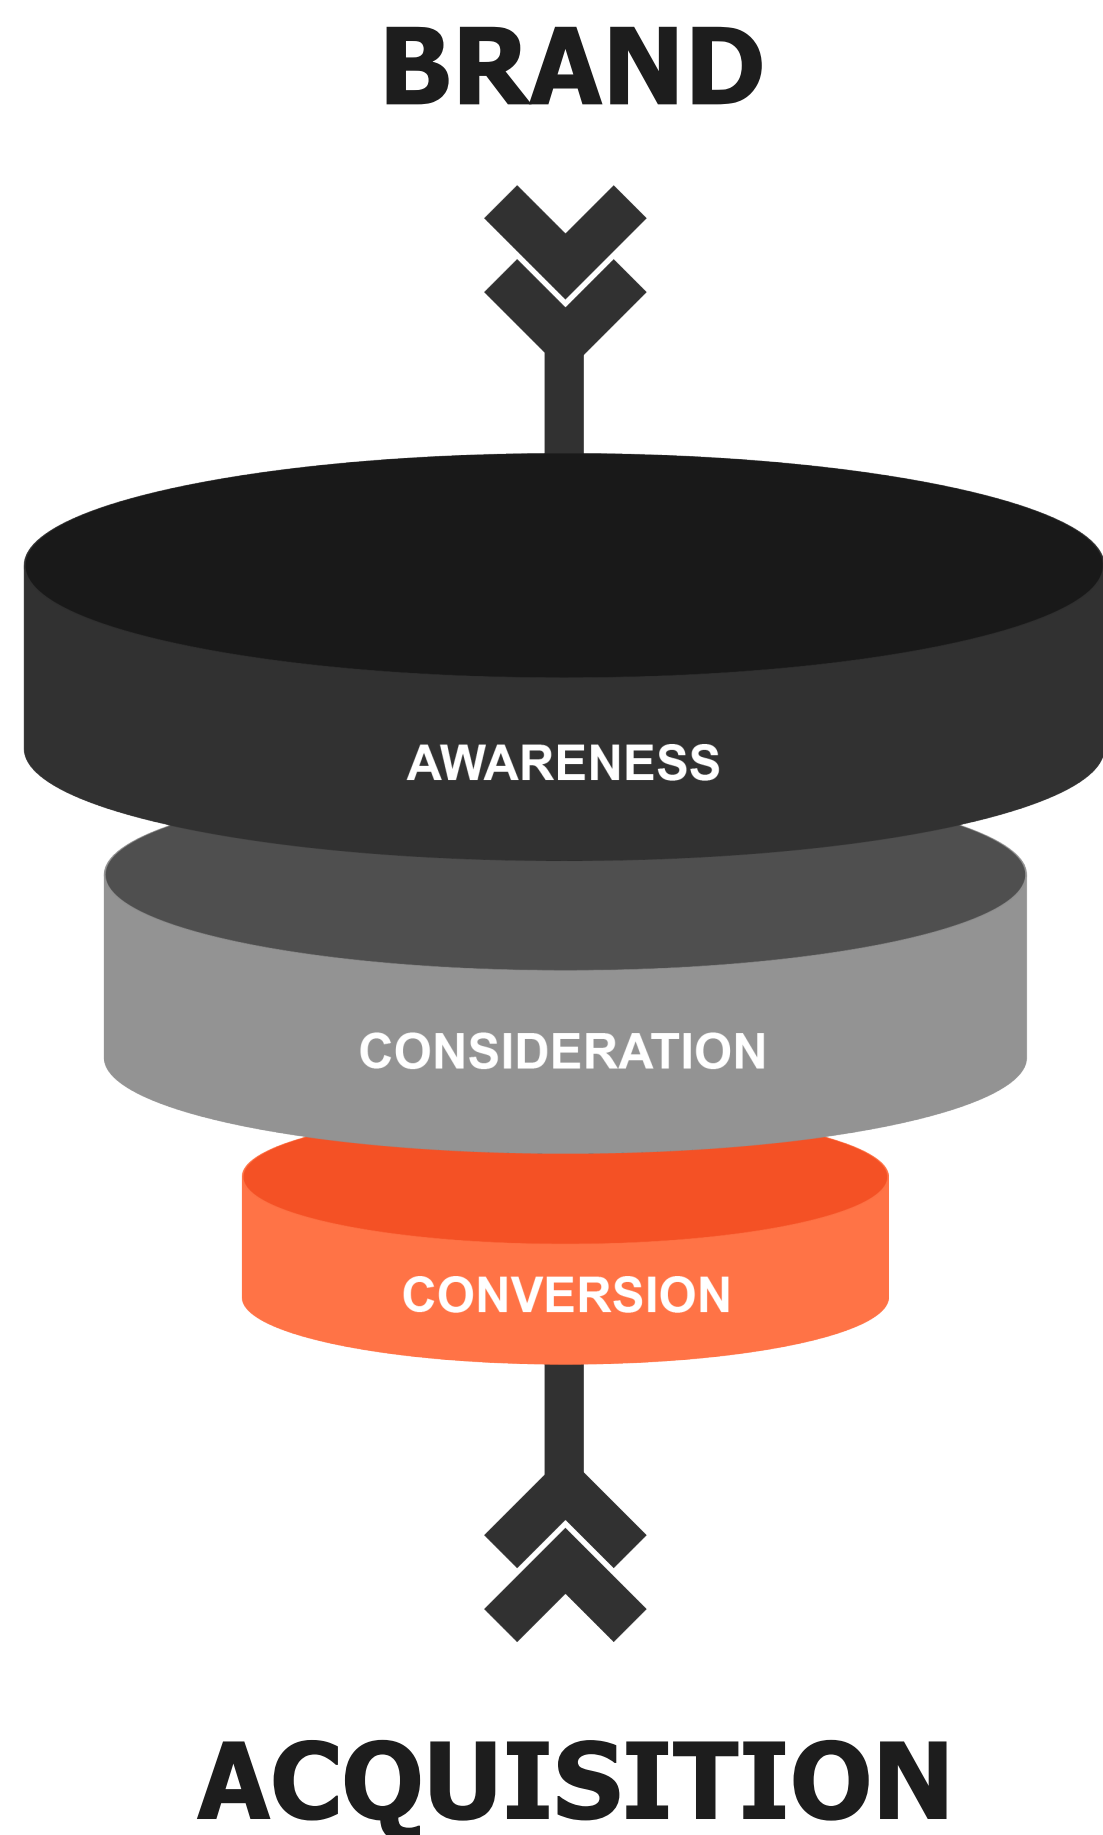 BRAND
AWARENESS
CONSIDERATION
CONVERSION
ACQUISITION